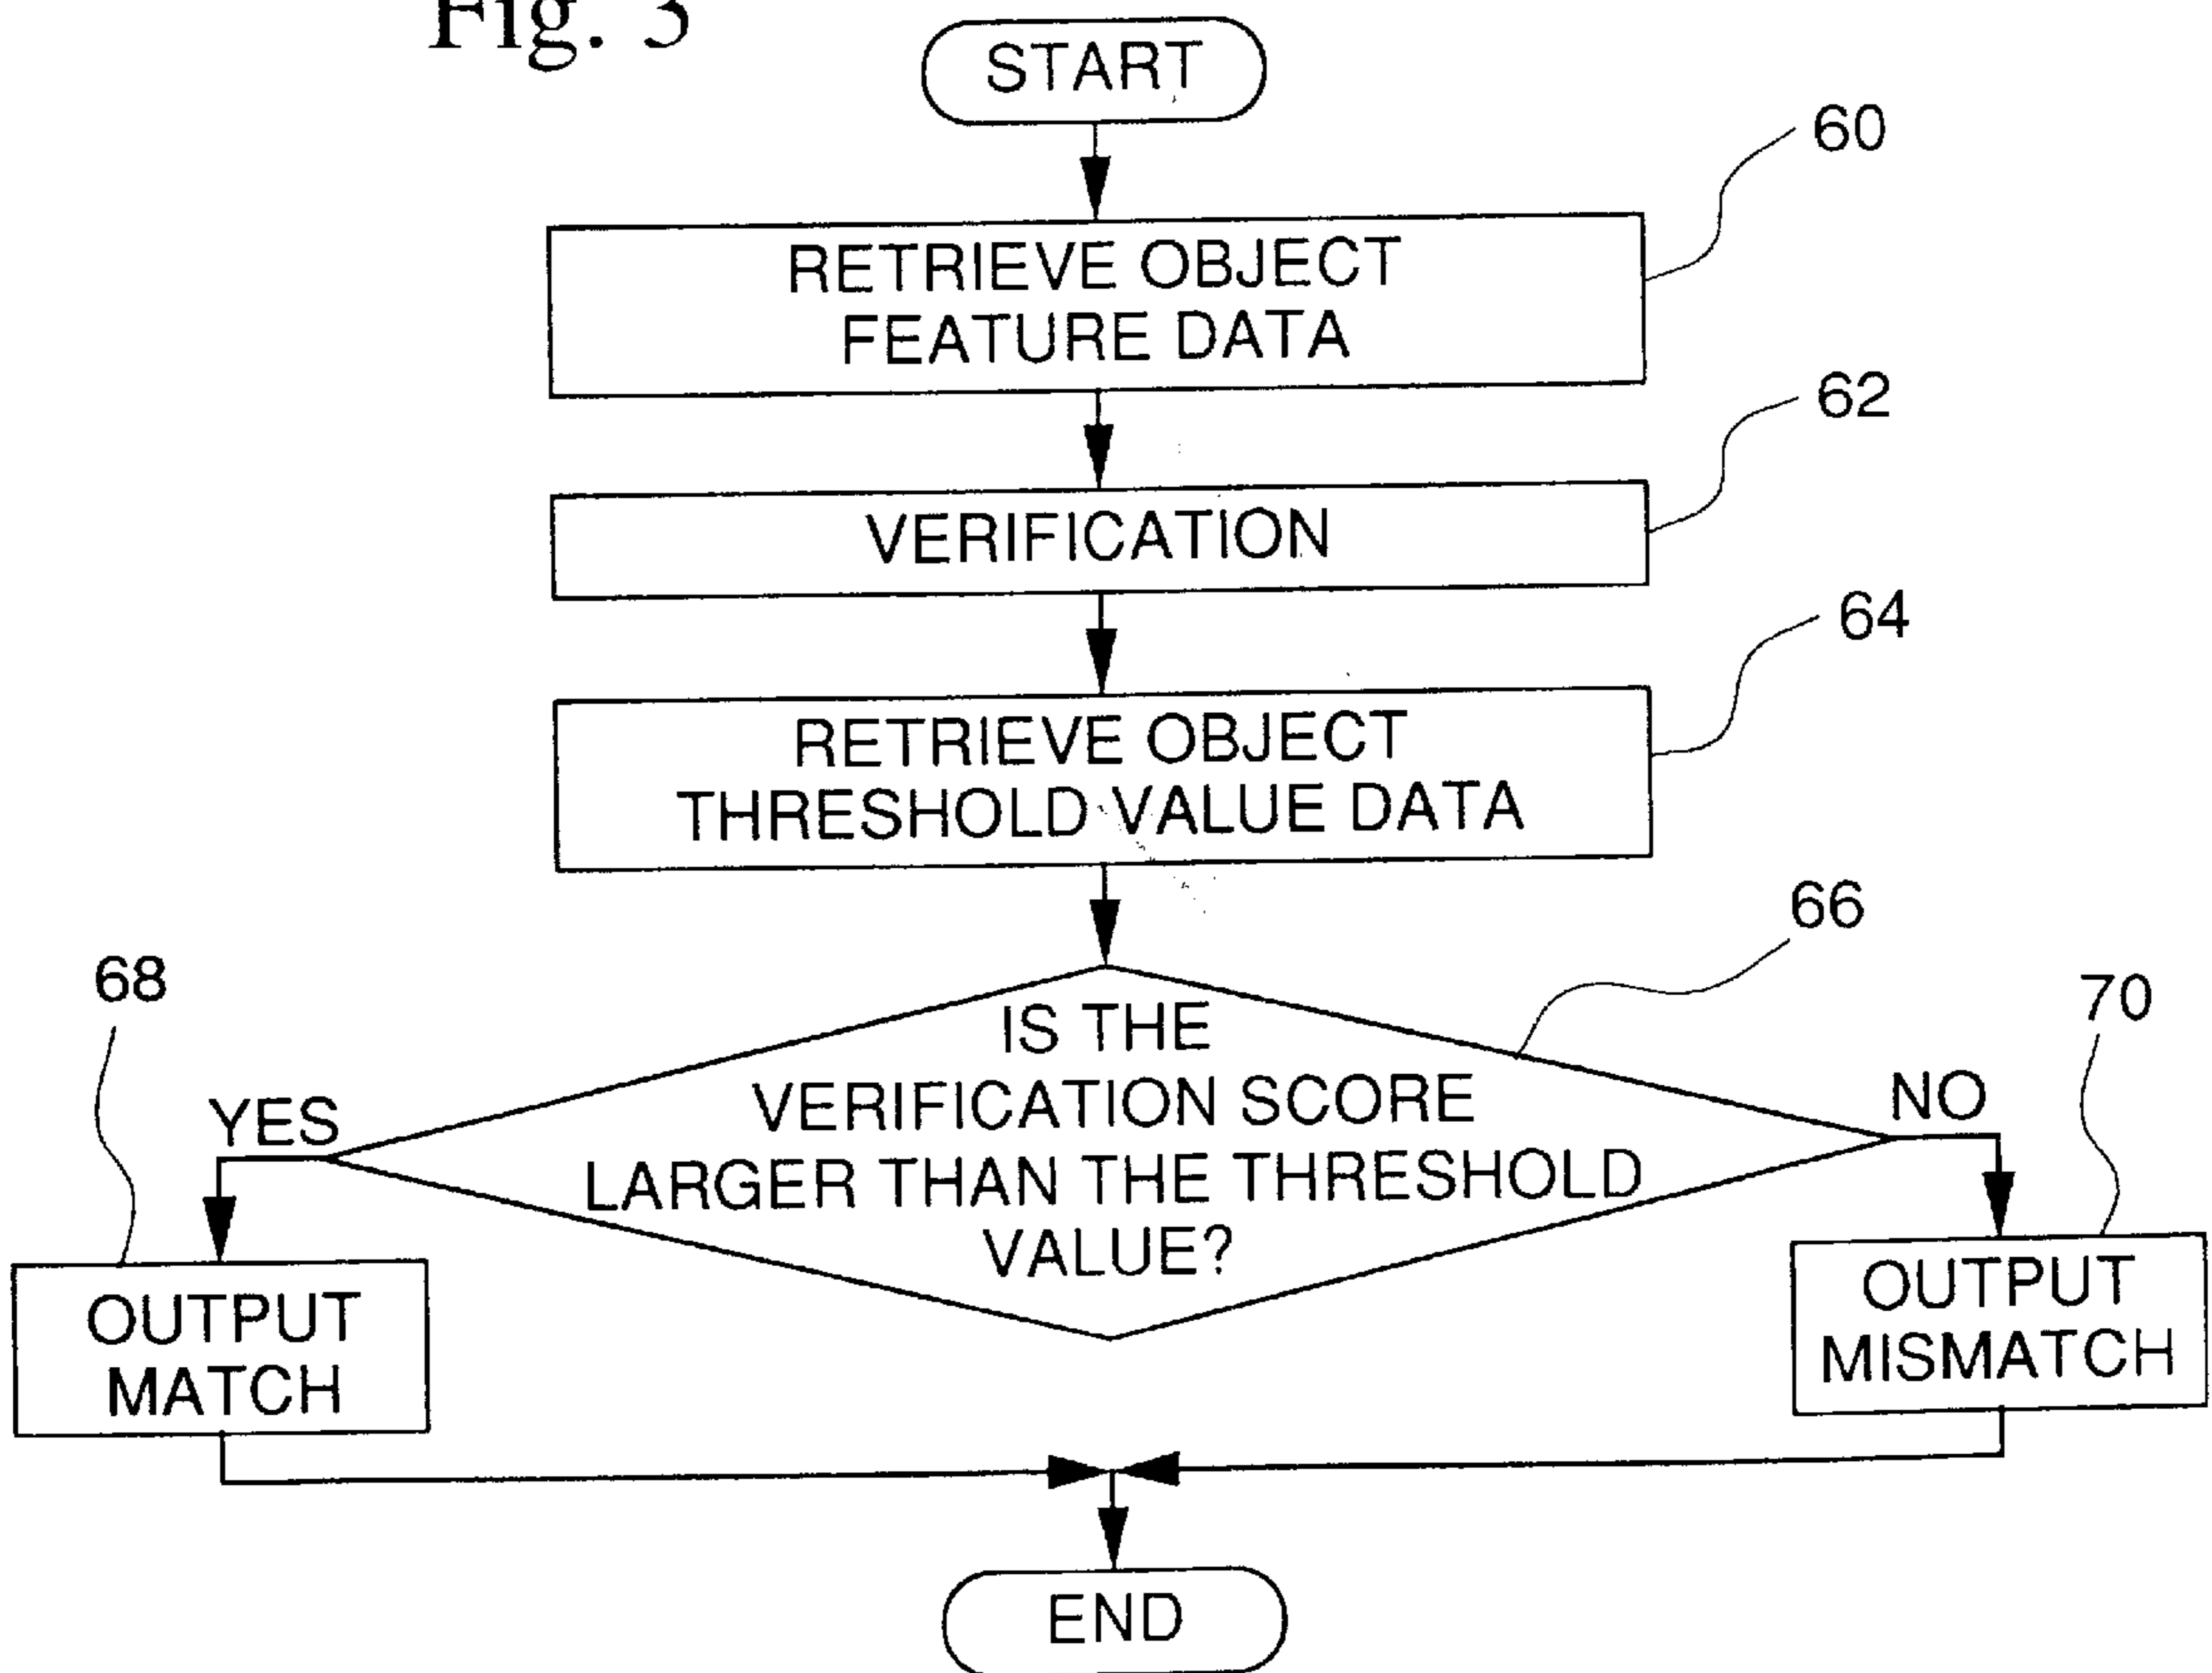 Fig.
START
60
RETRIEVE OBJECT
FEATURE DATA
62
VERIFICATION
64
RETRIEVE OBJECT
THRESHOLD VALUE DATA
66
IS THE
VERIFICATION SCORE
LARGER THAN THE THRESHOLD
VALUE?
YES
68
OUTPUT
MATCH
NO
70
OUTPUT
MISMATCH
END